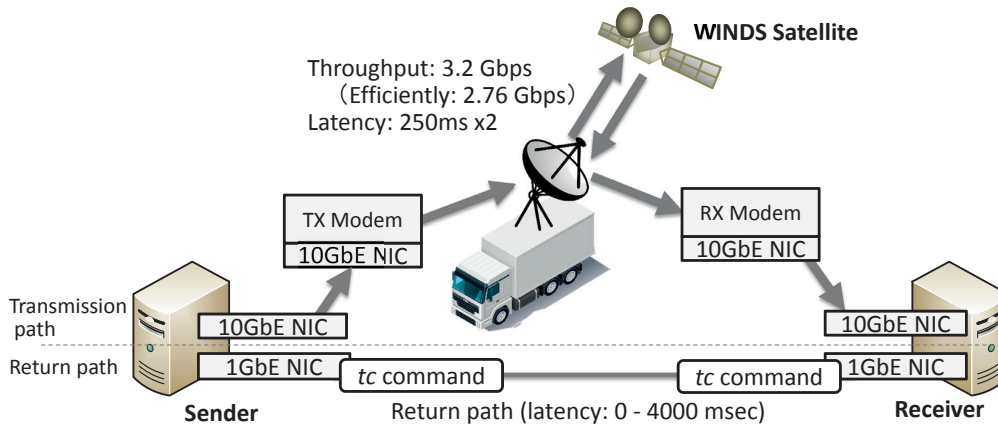 WINDS Satellite
Throughput: 3.2 Gbps
（Efficiently: 2.76 Gbps）
Latency: 250ms x2
TX Modem
10GbE NIC
RX Modem
10GbE NIC
Transmission
path
10GbE NIC
10GbE NIC
Return path
1GbE NIC
tc command
tc command
1GbE NIC
Sender
Return path (latency: 0 - 4000 msec)
Receiver